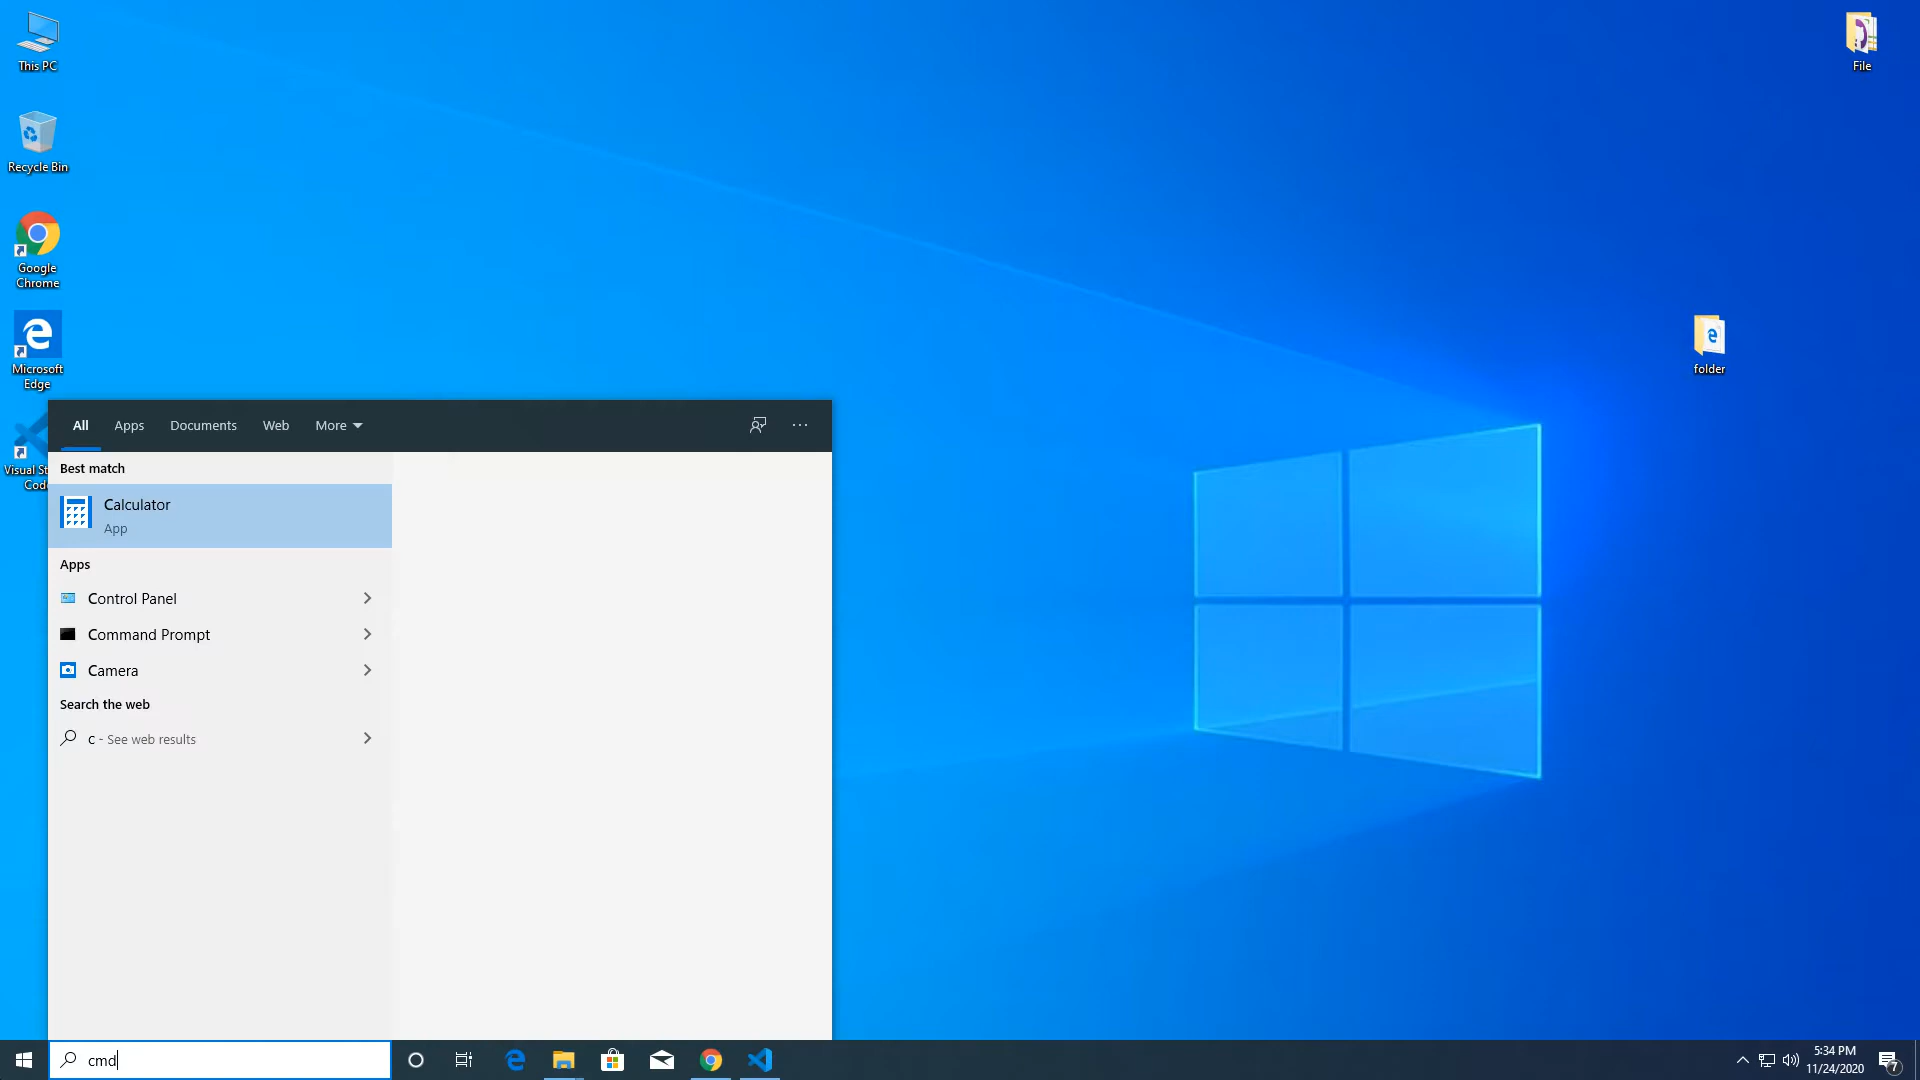 This PC
Recycle Bin
Google
Chrome
Microsoft
Edge
Visual St
Code
File
folder
All Apps Documents Web More
Best match
Calculator
App
Apps
Control Panel
Command Prompt
Camera
Search the web
c - See web results
cmd
5:34 PM
11/24/2020
7